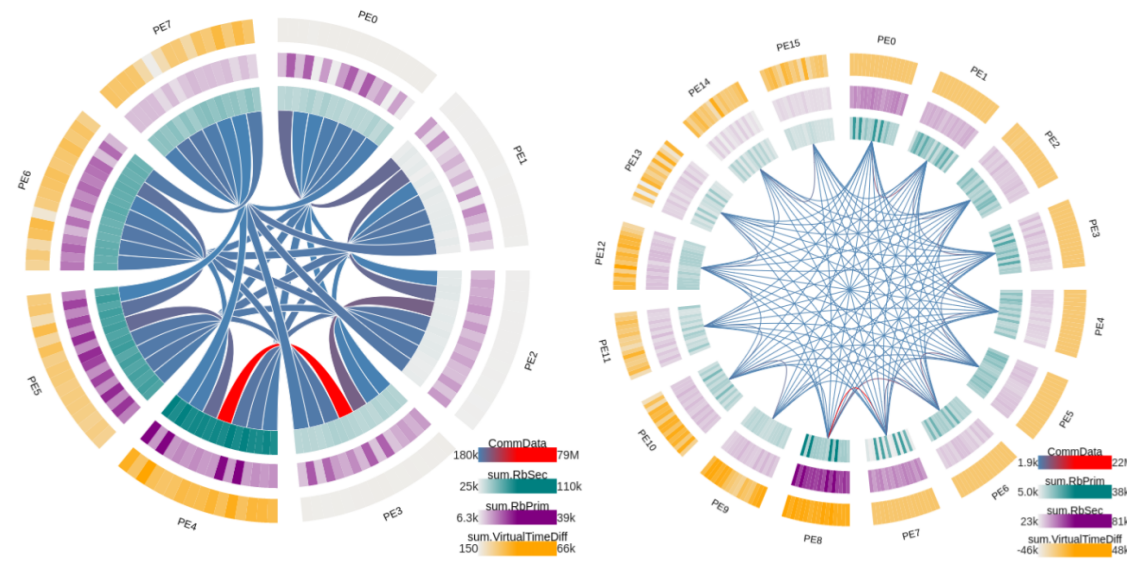 PE7
PE0
PE6
PE1
PE5
PE2
PE4
PE3
CommData
180k 79M
sum.RbSec
25k 110k
sum.RbPrim
6.3k 39k
sum.VirtualTimeDiff
150 66k
PE15
PE0
PE14
PE1
PE13
PE2
PE12
PE3
PE11
PE4
PE10
PE5
PE9
PE6
PE8
PE7
CommData
1.9k 22M
sum.RbPrim
5.0k 38k
sum.RbSec
23k 81k
sum.VirtualTimeDiff
-46k 48k